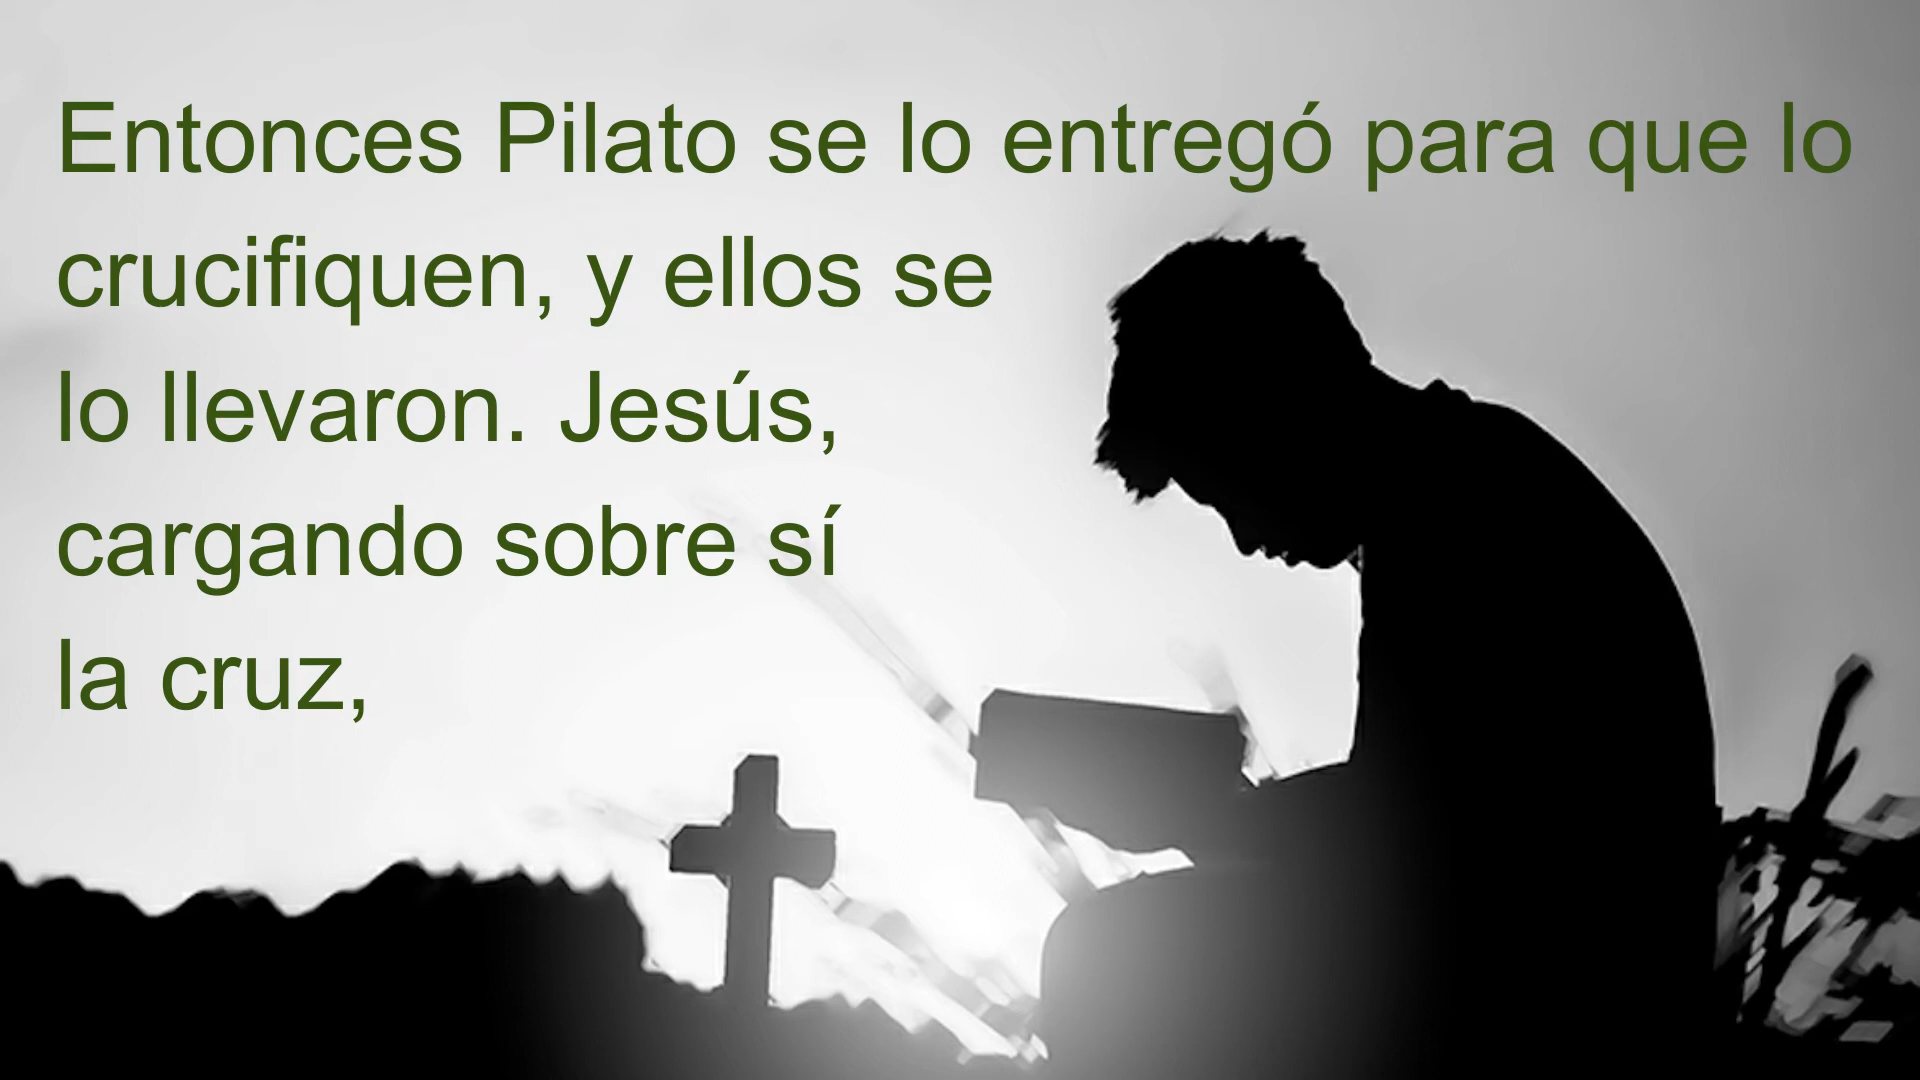 Entonces Pilato se lo entregó para que lo
crucifiquen, y ellos se
lo llevaron. Jesús,
cargando sobre sí
la cruz,